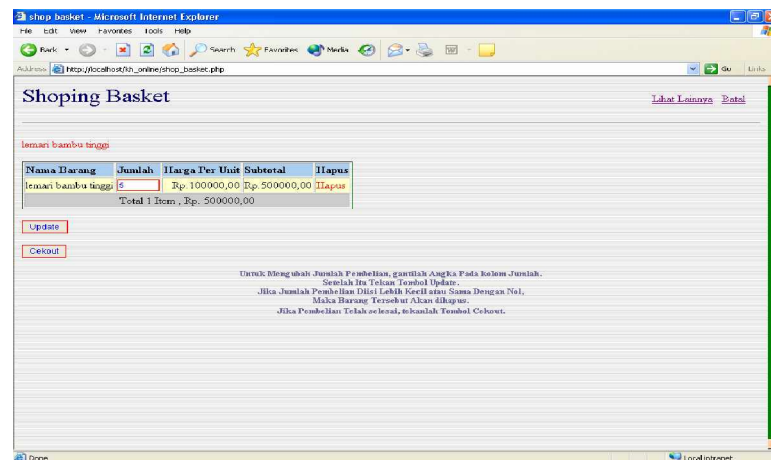 shop basket - Microsoft Internet Explorer
File Edit View Favorites Tools Help
Back Search Favorites Media
Address http://localhost/kh_online/shop_basket.php Go Links
Shoping Basket
Lihat Lainnya Batal
lemari bambu tinggi
Nama Barang Jumlah Harga Per Unit Subtotal Hapus
lemari bambu tinggi 5 Rp.100000,00 Rp.500000,00 Hapus
Total 1 Item , Rp. 500000,00
Update
Cekout
Untuk Mengubah Jumlah Pembelian, gantilah Angka Pada kolom Jumlah.
Setelah Itu Tekan Tombol Update.
Jika Jumlah Pembelian Diisi Lebih Kecil atau Sama Dengan Nol,
Maka Barang Tersebut Akan dihapus.
Jika Pembelian Telah selesai, tekanlah Tombol Cekout.
Done Local intranet